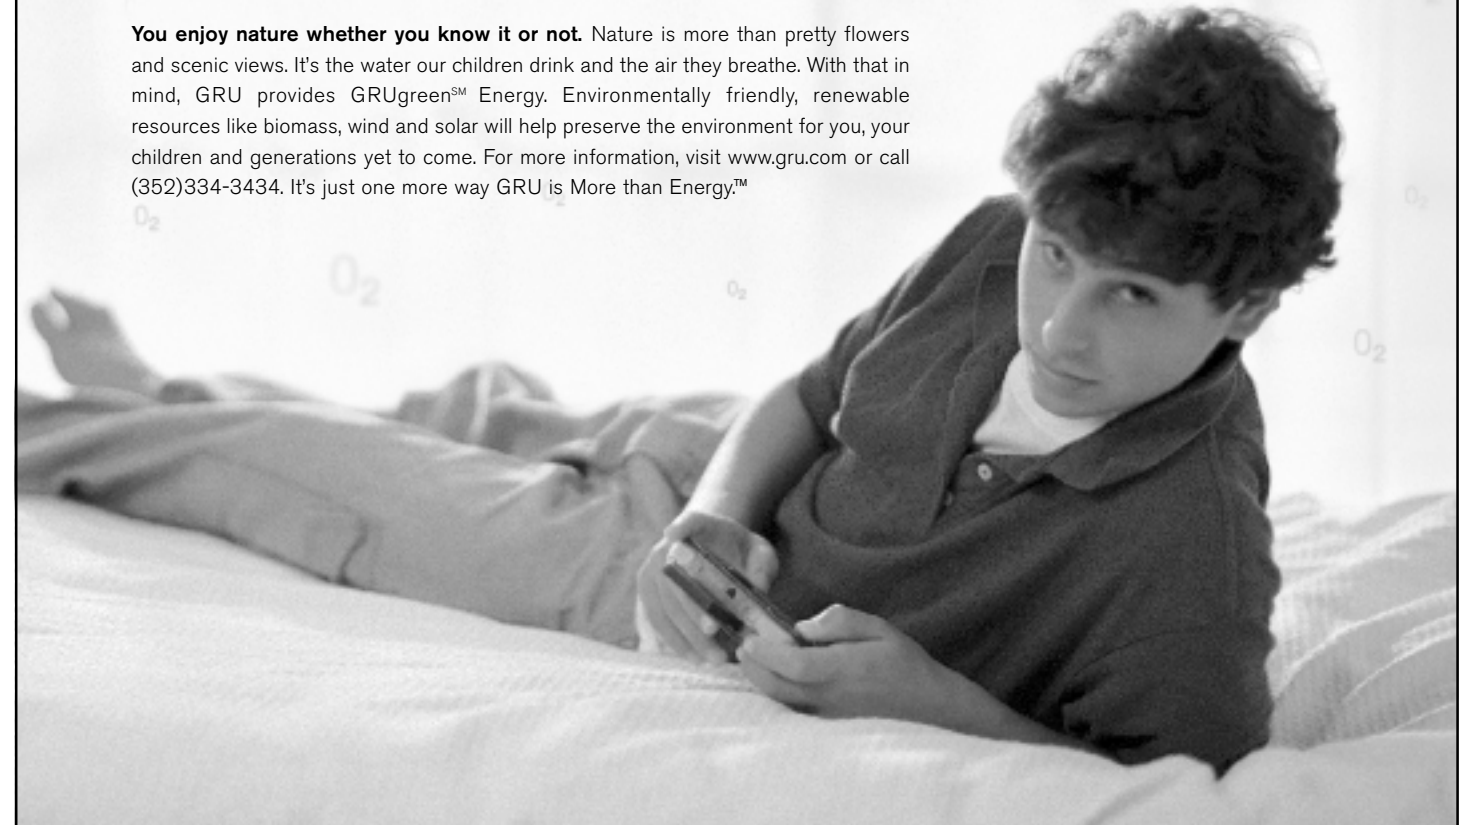 You enjoy nature whether you know it or not. Nature is more than pretty flowers
and scenic views. It’s the water our children drink and the air they breathe. With that in
mind, GRU provides GRUgreen℠ Energy. Environmentally friendly, renewable
resources like biomass, wind and solar will help preserve the environment for you, your
children and generations yet to come. For more information, visit www.gru.com or call
(352)334-3434. It’s just one more way GRU is More than Energy.™
O₂
O₂
O₂
O₂
O₂
O₂